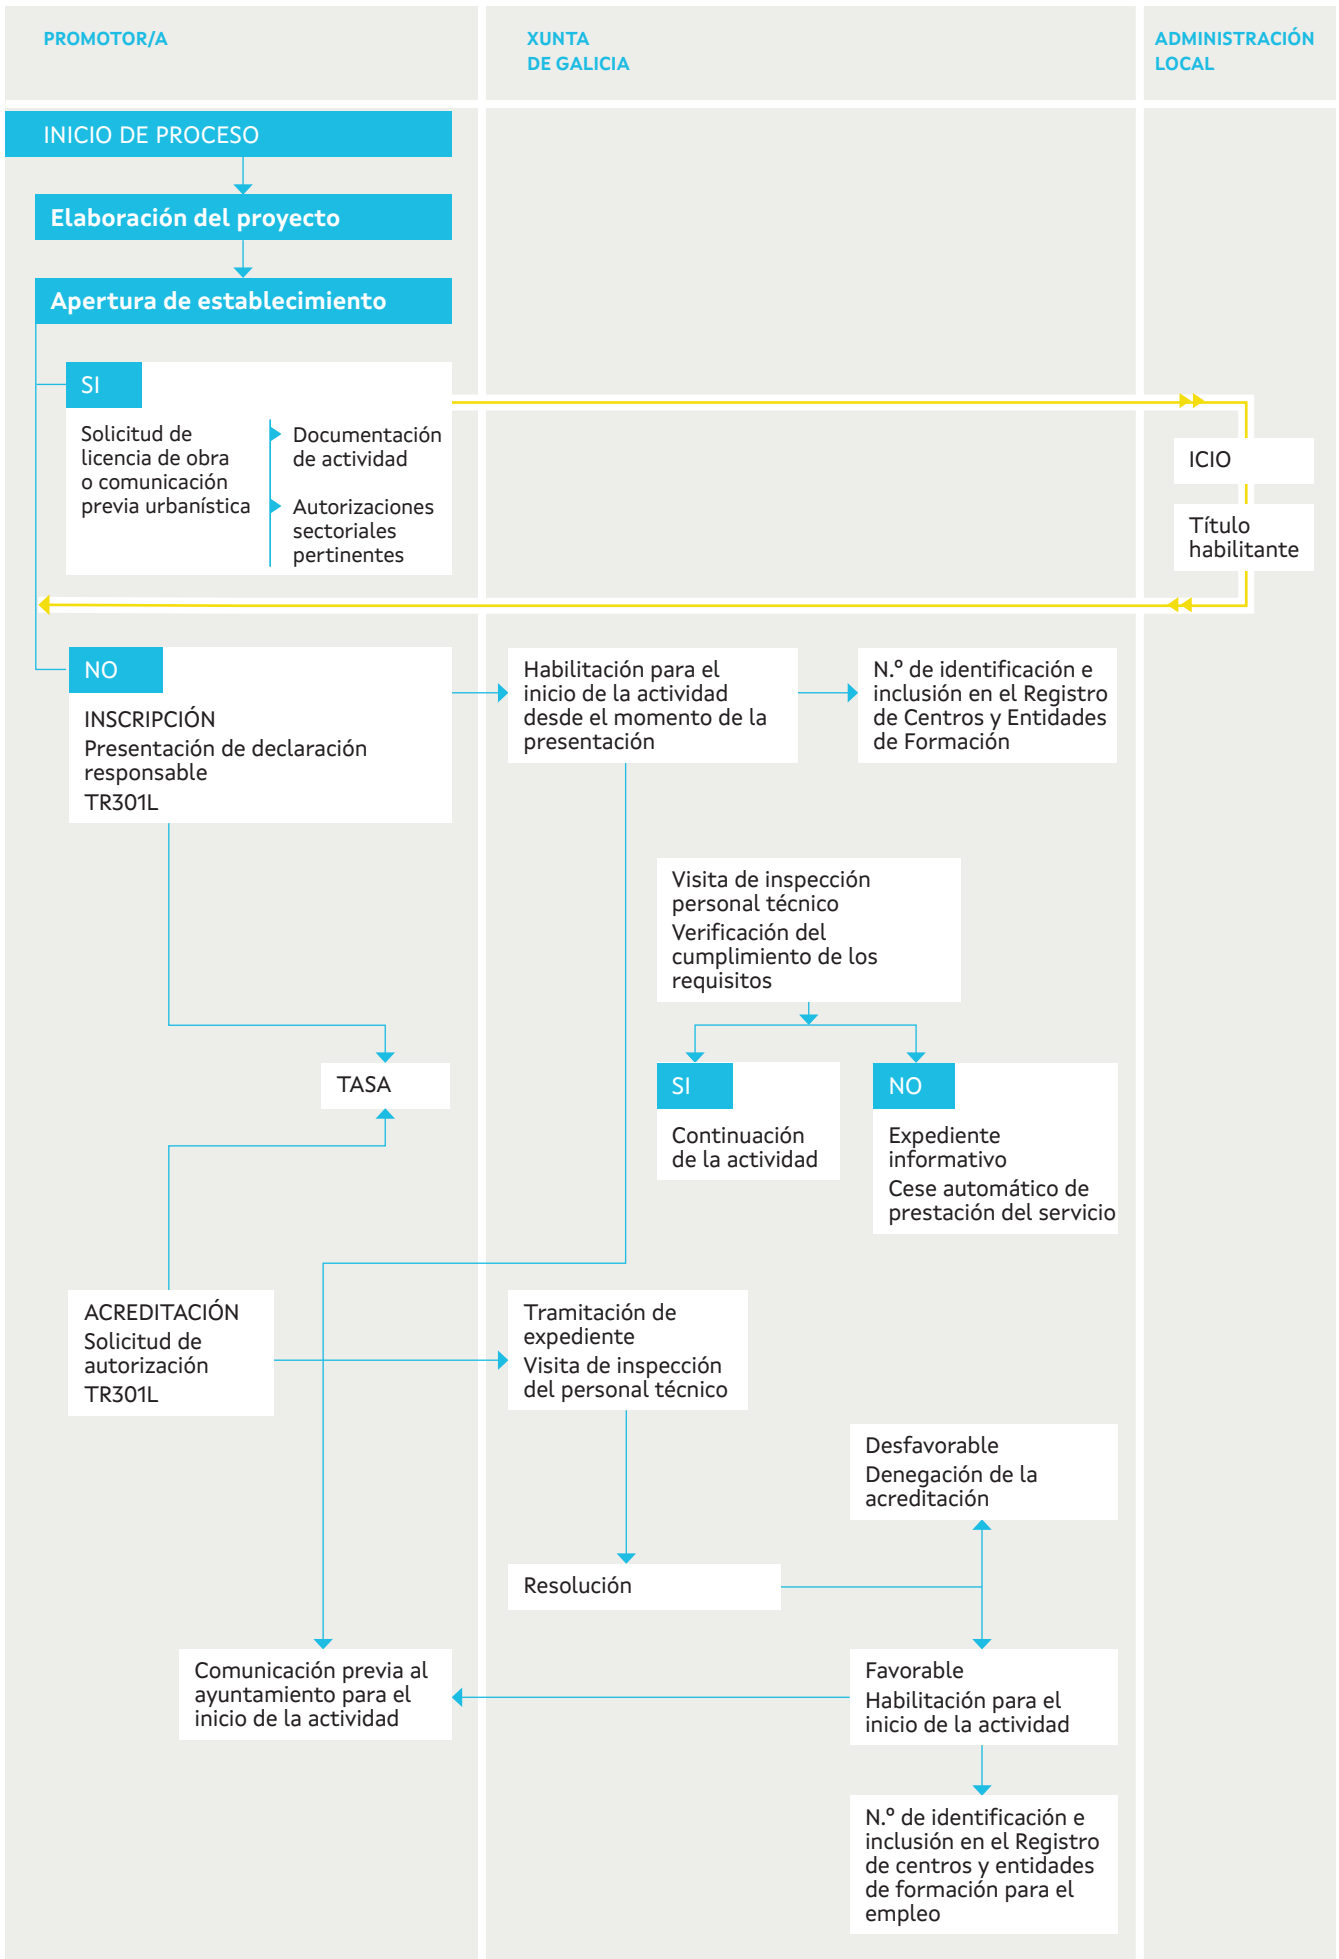 PROMOTOR/A
XUNTA
DE GALICIA
ADMINISTRACIÓN
LOCAL
INICIO DE PROCESO
Elaboración del proyecto
Apertura de establecimiento
SI
Solicitud de
licencia de obra
o comunicación
previa urbanística
Documentación
de actividad
Autorizaciones
sectoriales
pertinentes
ICIO
Título
habilitante
NO
INSCRIPCIÓN
Presentación de declaración
responsable
TR301L
Habilitación para el
inicio de la actividad
desde el momento de la
presentación
N.º de identificación e
inclusión en el Registro
de Centros y Entidades
de Formación
Visita de inspección
personal técnico
Verificación del
cumplimiento de los
requisitos
TASA
SI
Continuación
de la actividad
NO
Expediente
informativo
Cese automático de
prestación del servicio
ACREDITACIÓN
Solicitud de
autorización
TR301L
Tramitación de
expediente
Visita de inspección
del personal técnico
Desfavorable
Denegación de la
acreditación
Resolución
Comunicación previa al
ayuntamiento para el
inicio de la actividad
Favorable
Habilitación para el
inicio de la actividad
N.º de identificación e
inclusión en el Registro
de centros y entidades
de formación para el
empleo